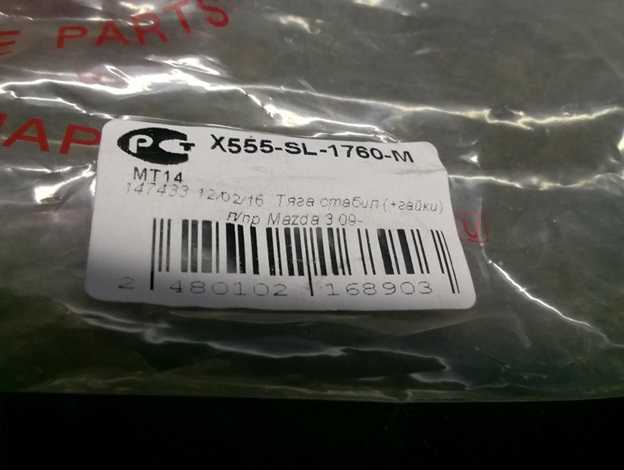 E PARTS
JAP
РСТ
X555-SL-1760-M
MT14
147433 12/02/16 Тяга стабил (+гайки)
п/пр Mazda 3 09-
2 480102 168903